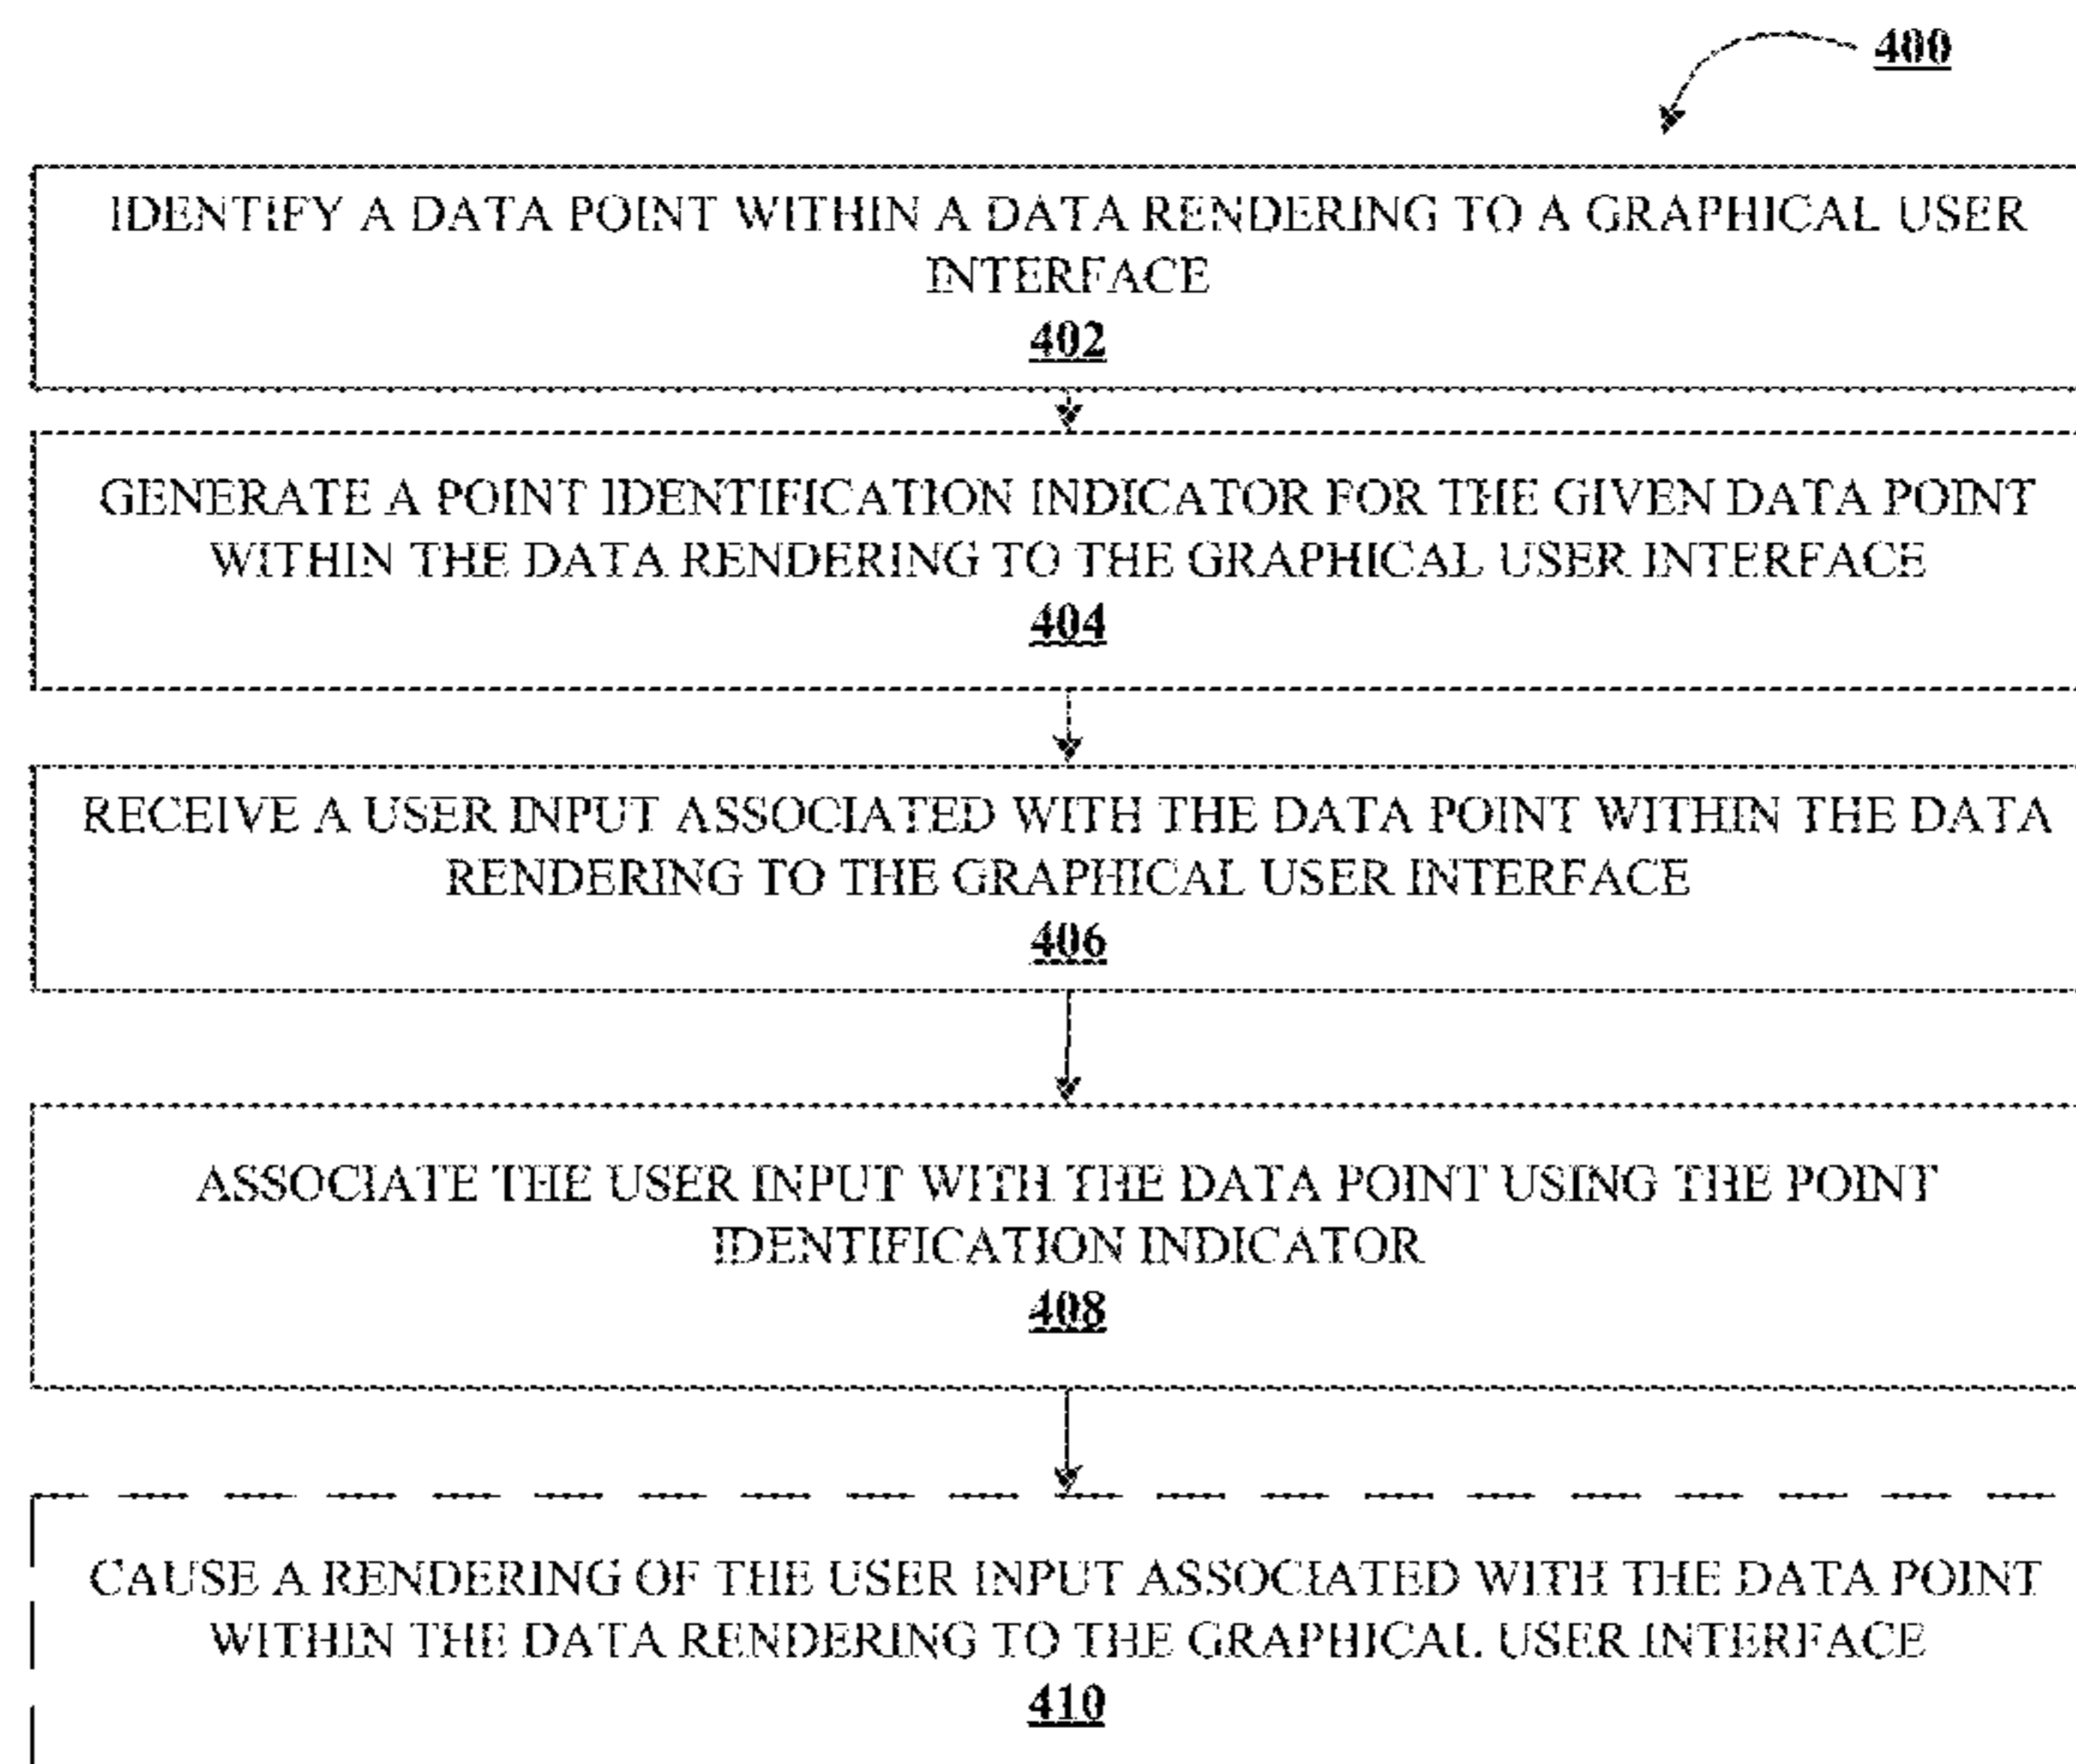 400
IDENTIFY A DATA POINT WITHIN A DATA RENDERING TO A GRAPHICAL USER
INTERFACE
402
GENERATE A POINT IDENTIFICATION INDICATOR FOR THE GIVEN DATA POINT
WITHIN THE DATA RENDERING TO THE GRAPHICAL USER INTERFACE
404
RECEIVE A USER INPUT ASSOCIATED WITH THE DATA POINT WITHIN THE DATA
RENDERING TO THE GRAPHICAL USER INTERFACE
406
ASSOCIATE THE USER INPUT WITH THE DATA POINT USING THE POINT
IDENTIFICATION INDICATOR
408
CAUSE A RENDERING OF THE USER INPUT ASSOCIATED WITH THE DATA POINT
WITHIN THE DATA RENDERING TO THE GRAPHICAL USER INTERFACE
410